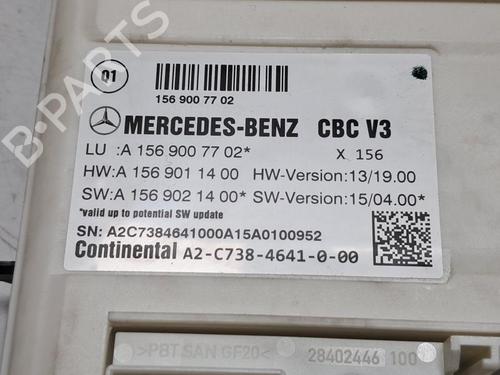 B-PARTS
Q1
156 900 77 02
MERCEDES-BENZ CBC V3
LU :A 156 900 77 02* X 156
HW:A 156 901 14 00 HW-Version:13/19.00
SW:A 156 902 14 00* SW-Version:15/04.00*
*valid up to potential SW update
SN: A2C7384641000A15A0100952
Continental A2-C738-4641-0-00
>PBT SAN GF20<
28402446 100